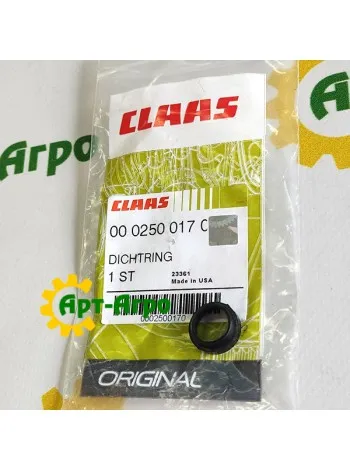 CLAAS
Агро
CLAAS
00 0250 017 0
DICHTRING
1 ST
23361
Made in USA
Арт-Агро
0002500170
ORIGINAL